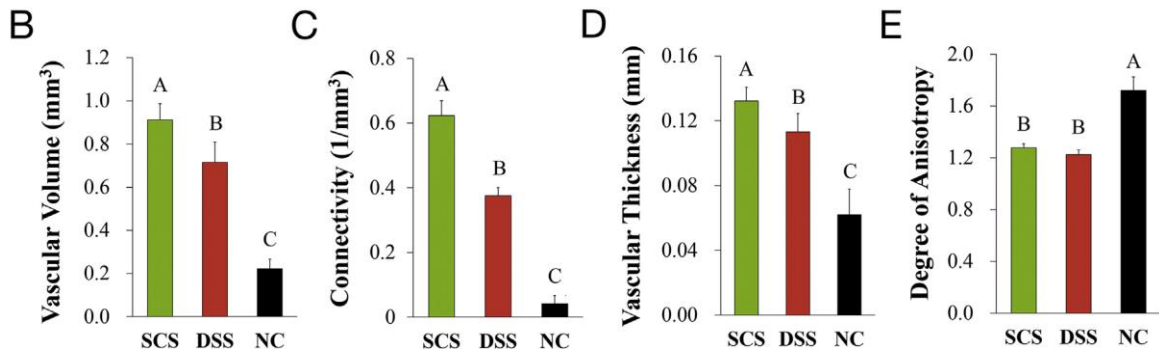 B
Vascular Volume (mm³)
1.2
1.0
0.8
0.6
0.4
0.2
0.0
A
B
C
SCS DSS NC
C
Connectivity (1/mm³)
0.8
0.6
0.4
0.2
0
A
B
C
SCS DSS NC
D
Vascular Thickness (mm)
0.16
0.12
0.08
0.04
0.00
A
B
C
SCS DSS NC
E
Degree of Anisotropy
2.0
1.6
1.2
0.8
0.4
0.0
B
B
A
SCS DSS NC